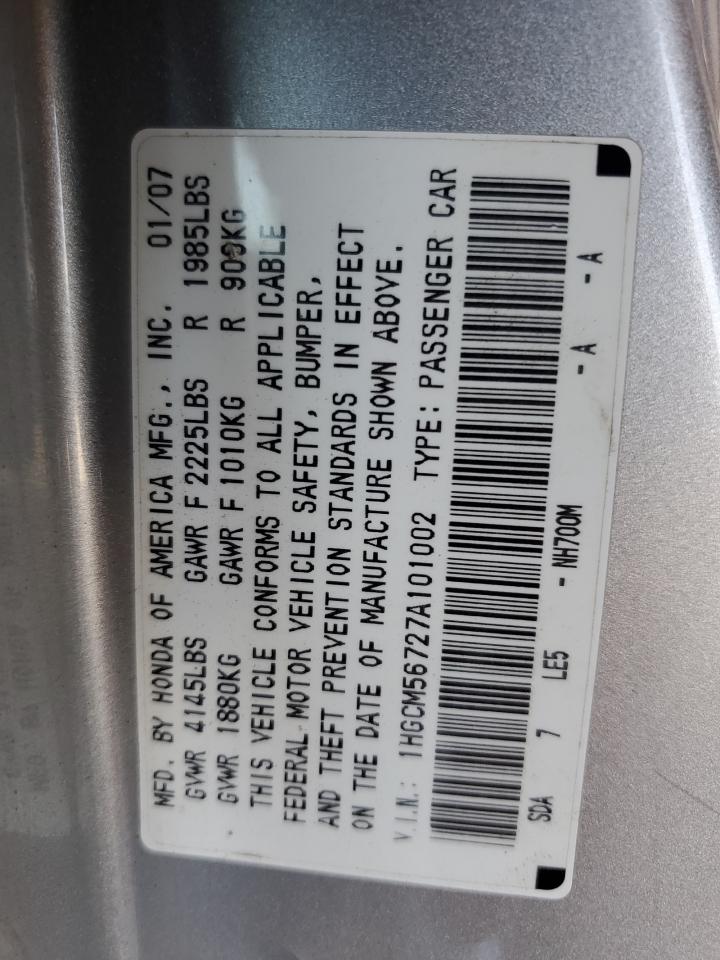 MFD. BY HONDA OF AMERICA MFG., INC. 01/07
GVWR 4145LBS GAWR F 2225LBS R 1985LBS
GVWR 1880KG GAWR F 1010KG R 900KG
THIS VEHICLE CONFORMS TO ALL APPLICABLE
FEDERAL MOTOR VEHICLE SAFETY, BUMPER,
AND THEFT PREVENTION STANDARDS IN EFFECT
ON THE DATE OF MANUFACTURE SHOWN ABOVE.
V.I.N.: 1HGCM56727A101002 TYPE: PASSENGER CAR
SDA 7 LE5 - NH700M - A - A